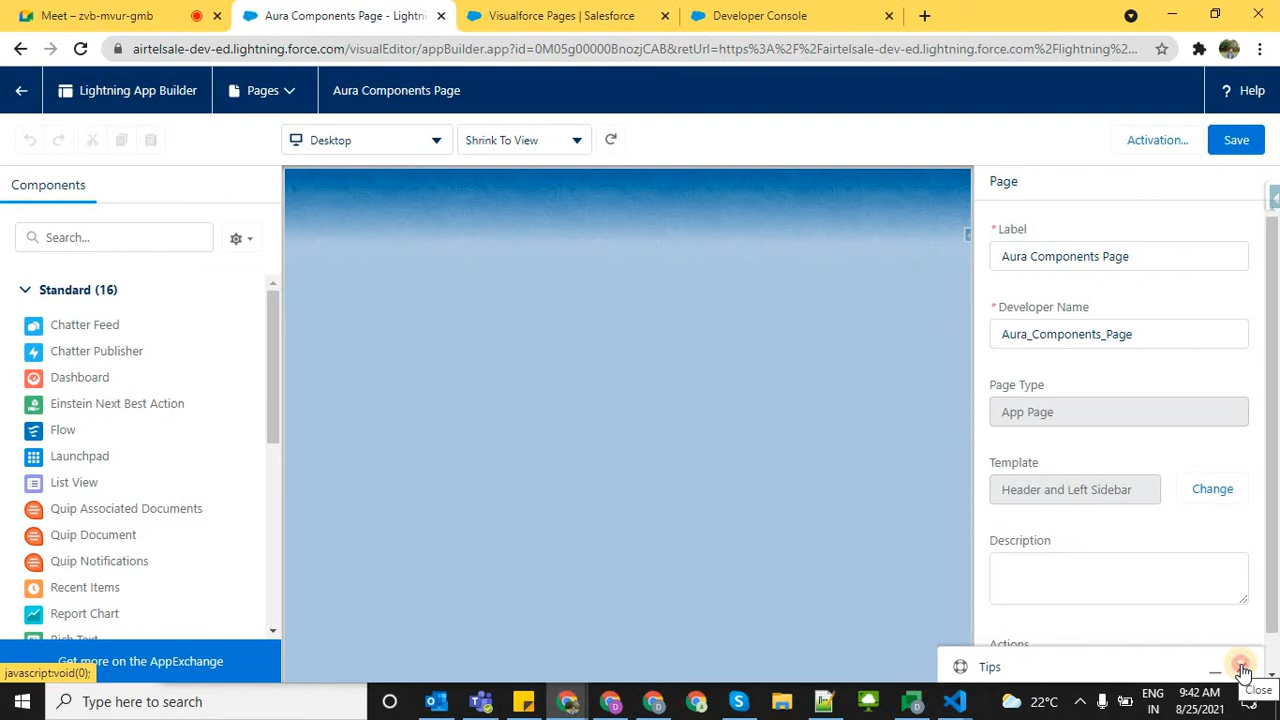 Meet – zvb-mvur-gmb
Aura Components Page - Lightni
Visualforce Pages | Salesforce
Developer Console
airtelsale-dev-ed.lightning.force.com/visualEditor/appBuilder.app?id=0M05g00000BnozjCAB&retUrl=https%3A%2F%2Fairtelsale-dev-ed.lightning.force.com%2Flightning%2...
Lightning App Builder
Pages
Aura Components Page
? Help
Desktop
Shrink To View
Activation...
Save
Components
Search...
Standard (16)
Chatter Feed
Chatter Publisher
Dashboard
Einstein Next Best Action
Flow
Launchpad
List View
Quip Associated Documents
Quip Document
Quip Notifications
Recent Items
Report Chart
Rich Text
Get more on the AppExchange
javascript:void(0);
Page
*Label
Aura Components Page
*Developer Name
Aura_Components_Page
Page Type
App Page
Template
Header and Left Sidebar
Change
Description
Actions
Tips
Close
Type here to search
22°C
ENG
IN
9:42 AM
8/25/2021